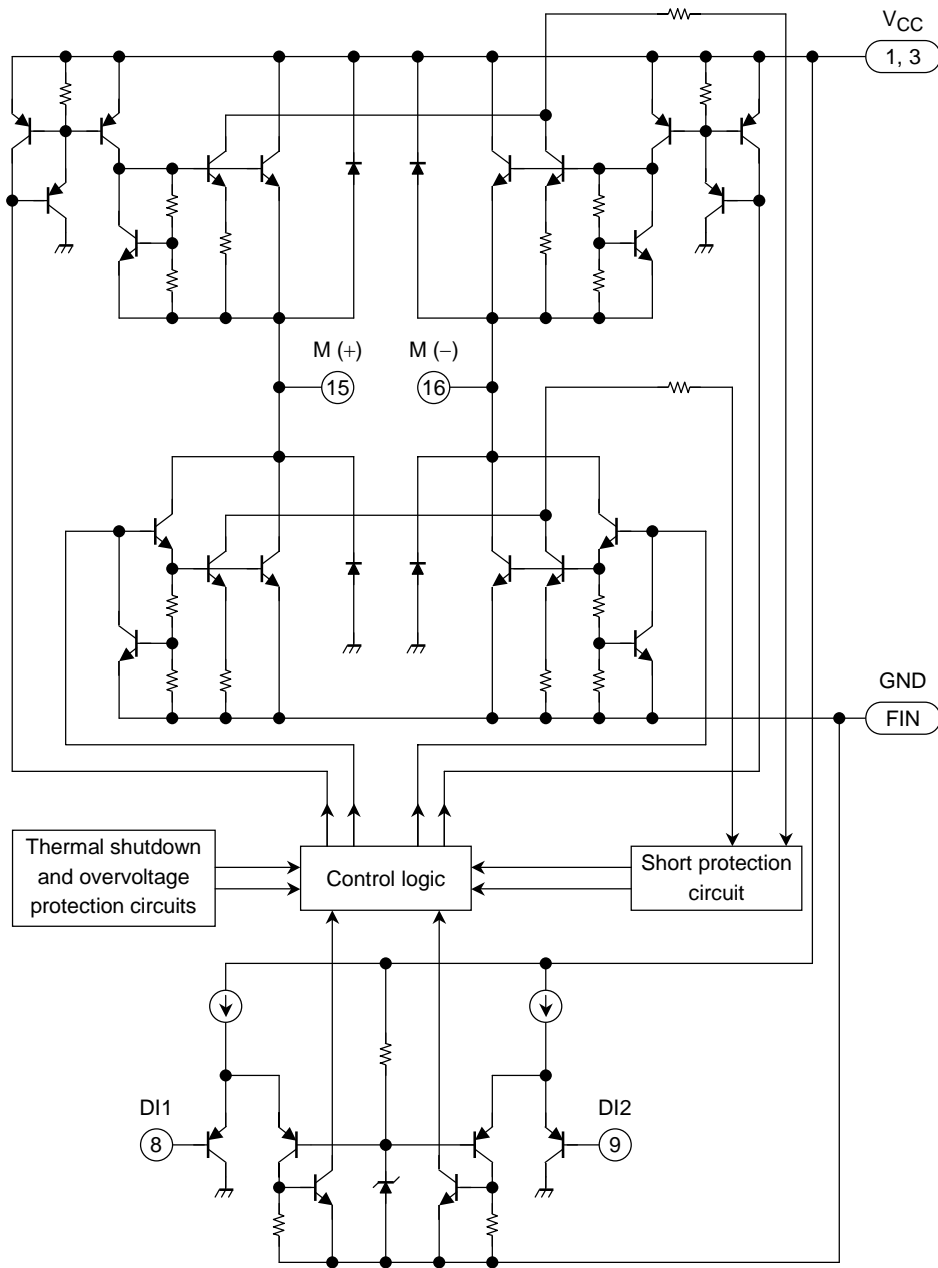 VCC
1, 3
M (+)
M (−)
15
16
GND
FIN
Thermal shutdown
and overvoltage
protection circuits
Control logic
Short protection
circuit
DI1
DI2
8
9